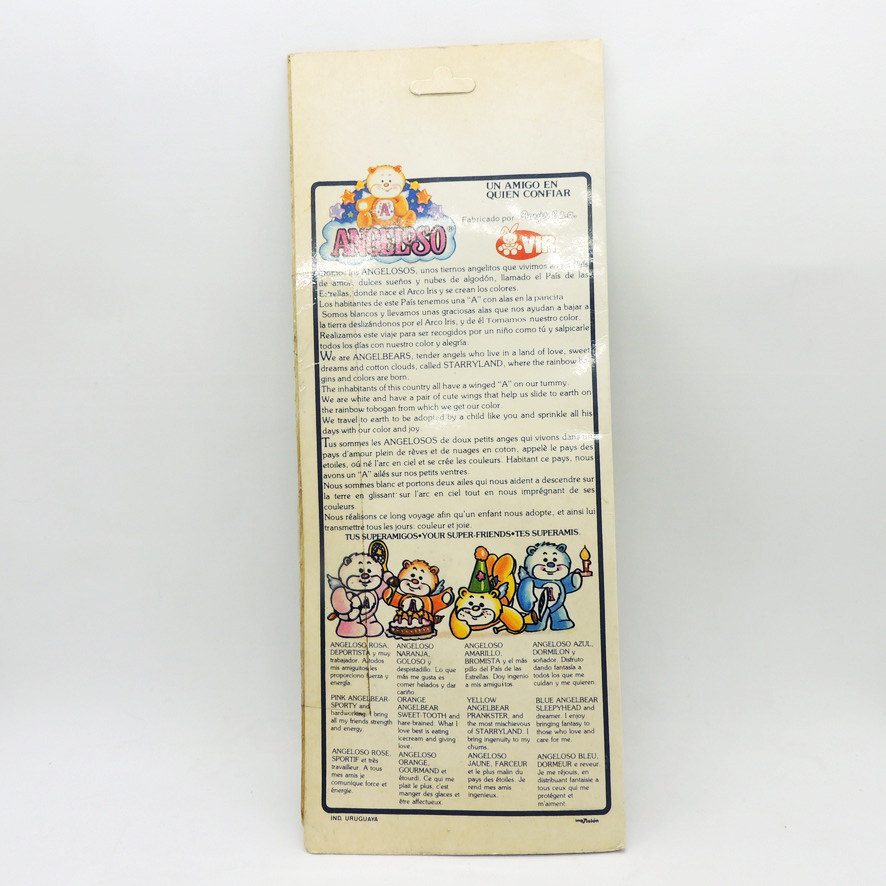 UN AMIGO EN
QUIEN CONFIAR
Fabricado por
ANGELOSO®
VIR
los ANGELOSOS, unos tiernos angelitos que vivimos en
de amor, dulces sueños y nubes de algodón, llamado el País de las
Estrellas, donde nace el Arco Iris y se crean los colores.
Los habitantes de este País tenemos una "A" con alas en la pancita
Somos blancos y llevamos unas graciosas alas que nos ayudan a bajar a
la tierra deslizándonos por el Arco Iris, y de él Tomamos nuestro color.
Realizamos este viaje para ser recogidos por un niño como tú y salpicarle
todos los días con nuestro color y alegría.
We are ANGELBEARS, tender angels who live in a land of love, sweet
dreams and cotton clouds, called STARRYLAND, where the rainbow
gins and colors are born.
The inhabitants of this country all have a winged "A" on our tummy.
We are white and have a pair of cute wings that help us slide to earth on
the rainbow tobogan from which we get our color.
We travel to earth to be adopted by a child like you and sprinkle all his
days with our color and joy.
Tus sommes les ANGELOSOS de doux petits anges qui vivons dans
pays d'amour plein de rèves et de nuages en coton, appelè le pays des
etoiles, où né l'arc en ciel et se crèe les couleurs. Habitant ce pays, nous
avons un "A" ailés sur nos petits ventres.
Nous sommes blanc et portons deux ailes qui nous aident a descendre sur
la terre en glissant sur l'arc en ciel tout en nous imprégnant de ses
couleurs.
Nous réalisons ce long voyage afin qu'un enfant nous adopte, et ainsi lui
transmettre tous les jours: couleur et joie.
TUS SUPERAMIGOS•YOUR SUPER-FRIENDS•TES SUPERAMIS.
ANGELOSO ROSA,
DEPORTISTA y muy
trabajador. A todos
mis amiguitos les
proporciono fuerza y
energía.
ANGELOSO
NARANJA,
GOLOSO y
despistadillo. Lo que
más me gusta es
comer helados y dar
cariño.
ANGELOSO
AMARILLO,
BROMISTA y el más
pillo del País de las
Estrellas. Doy ingenio
a mis amiguitos.
ANGELOSO AZUL,
DORMILON y
soñador. Disfruto
dando fantasía a
todos los que me
cuidan y me quieren.
PINK ANGELBEAR
SPORTY and
hardworking. I bring
all my friends strength
and energy.
ORANGE
ANGELBEAR
SWEET-TOOTH and
hare-brained. What I
love best is eating
icecream and giving
love.
YELLOW
ANGELBEAR
PRANKSTER, and
the most mischievous
of STARRYLAND. I
bring ingenuity to my
chums.
BLUE ANGELBEAR
SLEEPYHEAD and
dreamer. I enjoy
bringing fantasy to
those who love and
care for me.
ANGELOSO ROSE,
SPORTIF et très
travailleur. A tous
mes amis je
comunique force et
énergie.
ANGELOSO
ORANGE,
GOURMAND et
étourdi. Ce qui me
plait le plus, c'est
manger des glaces et
être affectueux.
ANGELOSO
JAUNE, FARCEUR
et le plus malin du
pays des étoiles. Je
rend mes amis
ingenieux.
ANGELOSO BLEU,
DORMEUR e reveur.
Je me réjouis, en
distribuant fantaisie a
tous ceux qui me
protègent et
m'aiment.
IND. URUGUAYA